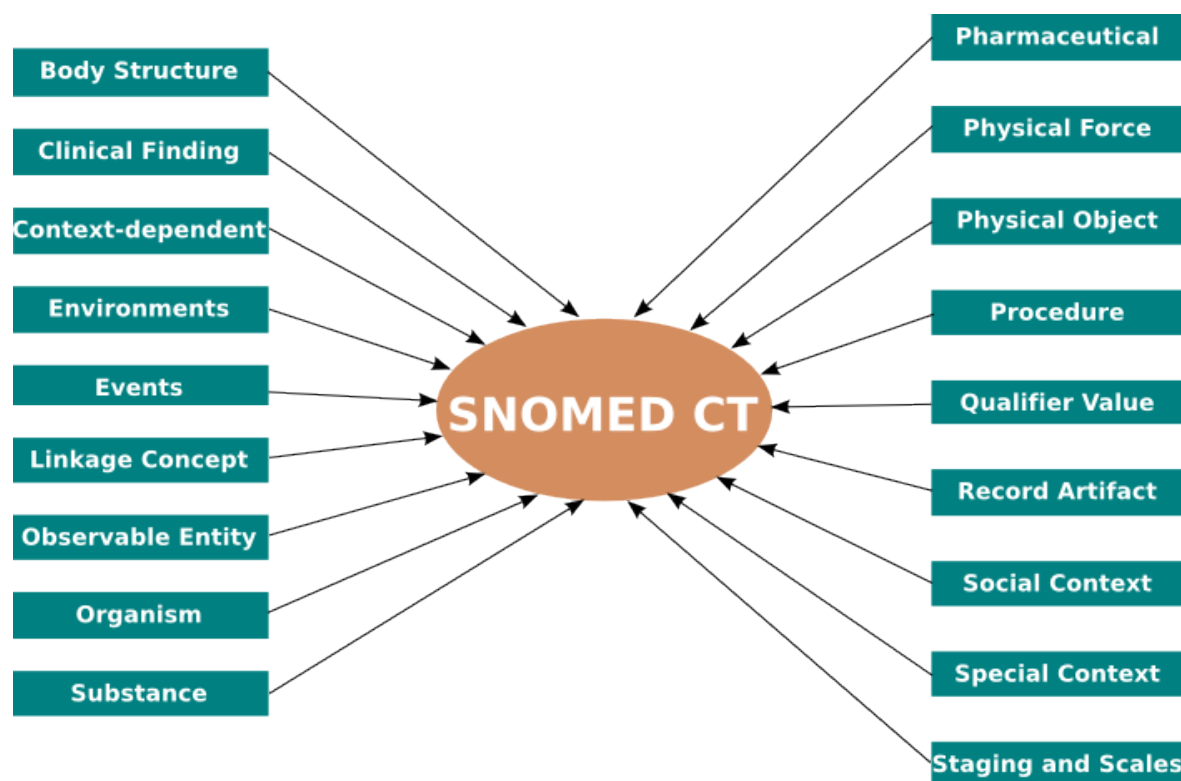 Body Structure
Clinical Finding
Context-dependent
Environments
Events
Linkage Concept
Observable Entity
Organism
Substance
SNOMED CT
Pharmaceutical
Physical Force
Physical Object
Procedure
Qualifier Value
Record Artifact
Social Context
Special Context
Staging and Scales